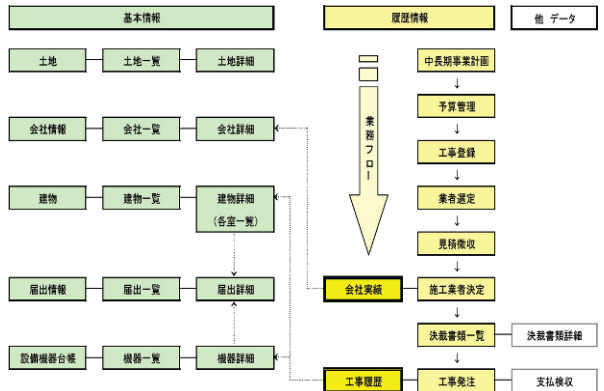 基本情報
履歴情報
他 データ
土地
土地一覧
土地詳細
中長期事業計画
↓
予算管理
会社情報
会社一覧
会社詳細
業務フロー
↓
工事登録
↓
建物
建物一覧
建物詳細
(各室一覧)
業者選定
↓
見積徴収
↓
届出情報
届出一覧
届出詳細
会社実績
施工業者決定
↓
決裁書類一覧
決裁書類詳細
設備機器台帳
機器一覧
機器詳細
↓
工事履歴
工事発注
支払検収